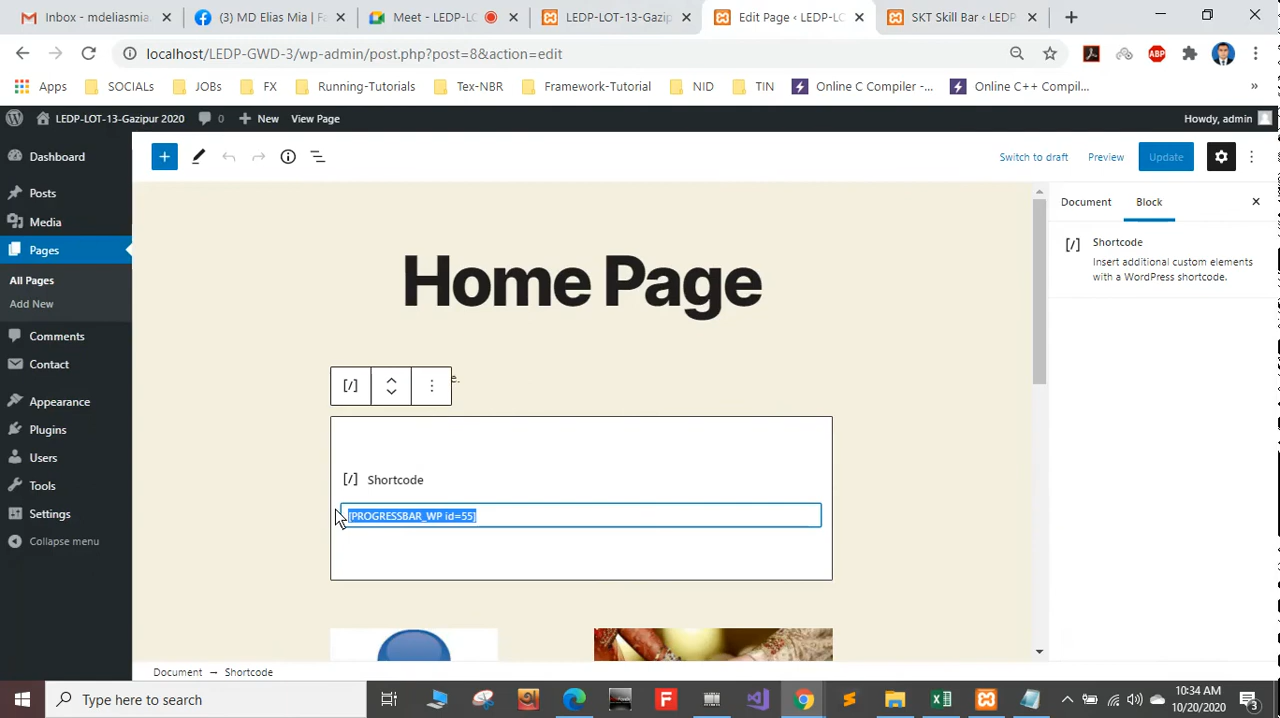 Inbox - mdeliasmia.
(3) MD Elias Mia | Fa
Meet - LEDP-L
LEDP-LOT-13-Gazip
Edit Page ‹ LEDP-LO
SKT Skill Bar ‹ LEDP
localhost/LEDP-GWD-3/wp-admin/post.php?post=8&action=edit
ABP
Apps
SOCIALs
JOBs
FX
Running-Tutorials
Tex-NBR
Framework-Tutorial
NID
TIN
Online C Compiler -...
Online C++ Compil...
»
LEDP-LOT-13-Gazipur 2020
0
New
View Page
Howdy, admin
Dashboard
Posts
Media
Pages
All Pages
Add New
Comments
Contact
Appearance
Plugins
Users
Tools
Settings
Collapse menu
Switch to draft
Preview
Update
Document
Block
Shortcode
Insert additional custom elements
with a WordPress shortcode.
Home Page
[/]
e.
[/] Shortcode
[PROGRESSBAR_WP id=55]
Document → Shortcode
Type here to search
10:34 AM
10/20/2020
3